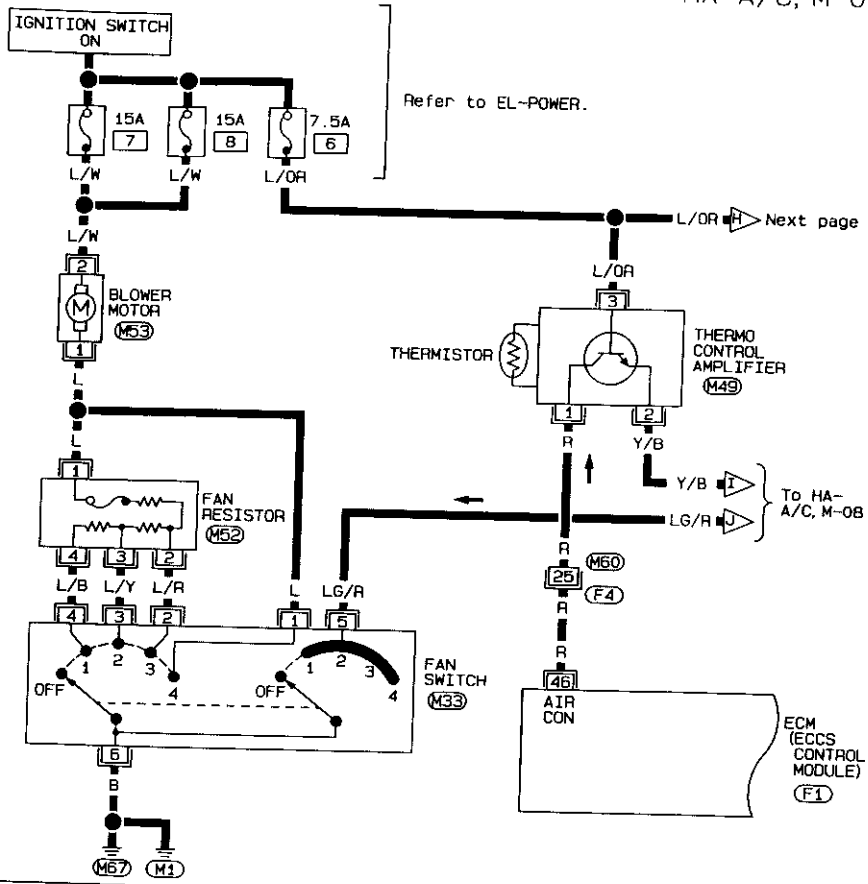 HA-A/C, M-0
IGNITION SWITCH
ON
Refer to EL-POWER.
15A
7
15A
8
7.5A
6
L/W
L/W
L/OR
L/W
L/OR
H
Next page
L/OR
2
BLOWER
MOTOR
M
M53
1
3
THERMISTOR
THERMO
CONTROL
AMPLIFIER
M49
1
2
L
R
Y/B
L
Y/B
I
LG/R
J
To HA-
A/C, M-08
1
FAN
RESISTOR
M52
4
3
2
L/B
L/Y
L/R
L
LG/R
R
M60
25
F4
R
R
4
3
2
1
5
1
2
3
4
OFF
1
2
3
4
OFF
FAN
SWITCH
M33
6
B
M67
M1
46
AIR
CON
ECM
(ECCS
CONTROL
MODULE)
F1